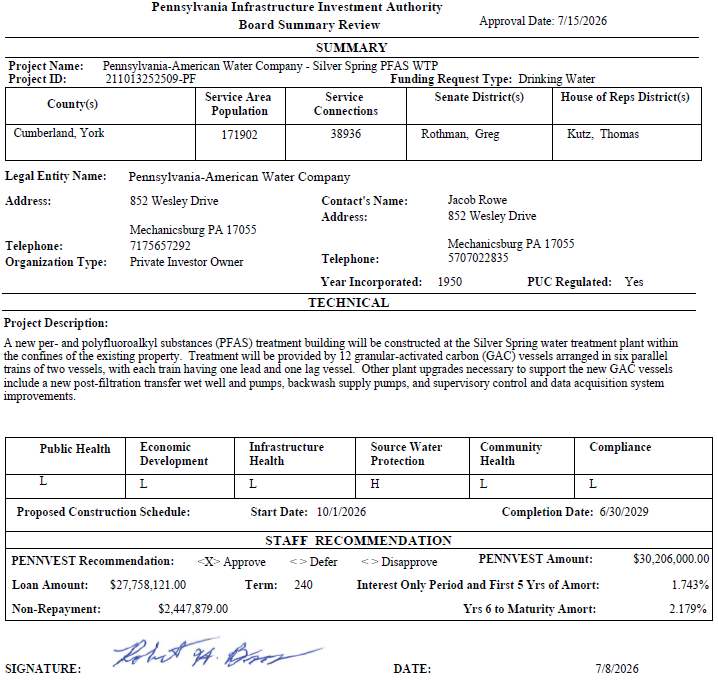 Pennsylvania Infrastructure Investment Authority
Board Summary Review
Approval Date: 7/15/2026
SUMMARY
Project Name: Pennsylvania-American Water Company - Silver Spring PFAS WTP
Project ID: 211013252509-PF Funding Request Type: Drinking Water
County(s) Service Area Population Service Connections Senate District(s) House of Reps District(s)
Cumberland, York 171902 38936 Rothman, Greg Kutz, Thomas
Legal Entity Name: Pennsylvania-American Water Company
Address: 852 Wesley Drive Contact's Name: Jacob Rowe
Address: 852 Wesley Drive
Mechanicsburg PA 17055 Mechanicsburg PA 17055
Telephone: 7175657292 Telephone: 5707022835
Organization Type: Private Investor Owner
Year Incorporated: 1950 PUC Regulated: Yes
TECHNICAL
Project Description:
A new per- and polyfluoroalkyl substances (PFAS) treatment building will be constructed at the Silver Spring water treatment plant within
the confines of the existing property. Treatment will be provided by 12 granular-activated carbon (GAC) vessels arranged in six parallel
trains of two vessels, with each train having one lead and one lag vessel. Other plant upgrades necessary to support the new GAC vessels
include a new post-filtration transfer wet well and pumps, backwash supply pumps, and supervisory control and data acquisition system
improvements.
Public Health Economic Development Infrastructure Health Source Water Protection Community Health Compliance
L L L H L L
Proposed Construction Schedule: Start Date: 10/1/2026 Completion Date: 6/30/2029
STAFF RECOMMENDATION
PENNVEST Recommendation: <X> Approve < > Defer < > Disapprove PENNVEST Amount: $30,206,000.00
Loan Amount: $27,758,121.00 Term: 240 Interest Only Period and First 5 Yrs of Amort: 1.743%
Non-Repayment: $2,447,879.00 Yrs 6 to Maturity Amort: 2.179%
SIGNATURE: DATE: 7/8/2026